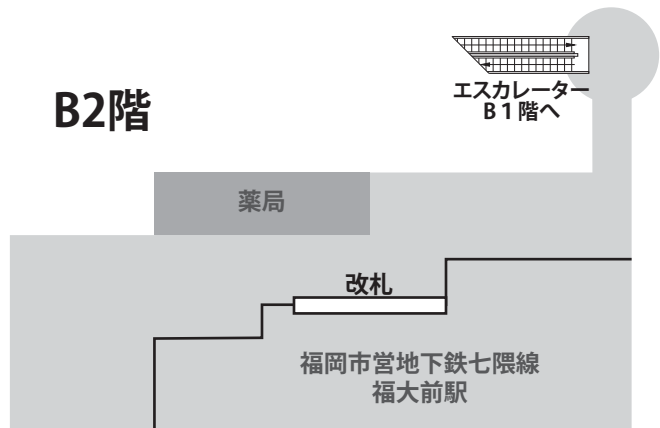 B2階
エスカレーター
B1階へ
薬局
改札
福岡市営地下鉄七隈線
福大前駅